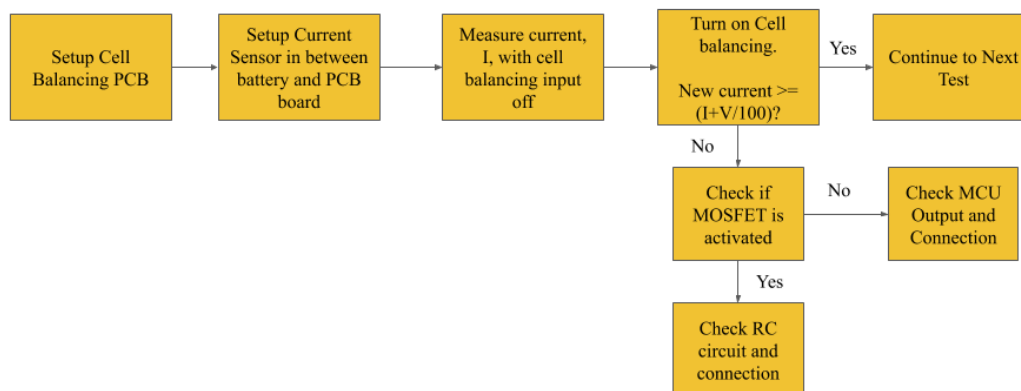 Setup Cell
Balancing PCB
Setup Current
Sensor in between
battery and PCB
board
Measure current,
I, with cell
balancing input
off
Turn on Cell
balancing.
New current >=
(I+V/100)?
Yes
Continue to Next
Test
No
Check if
MOSFET is
activated
No
Check MCU
Output and
Connection
Yes
Check RC
circuit and
connection